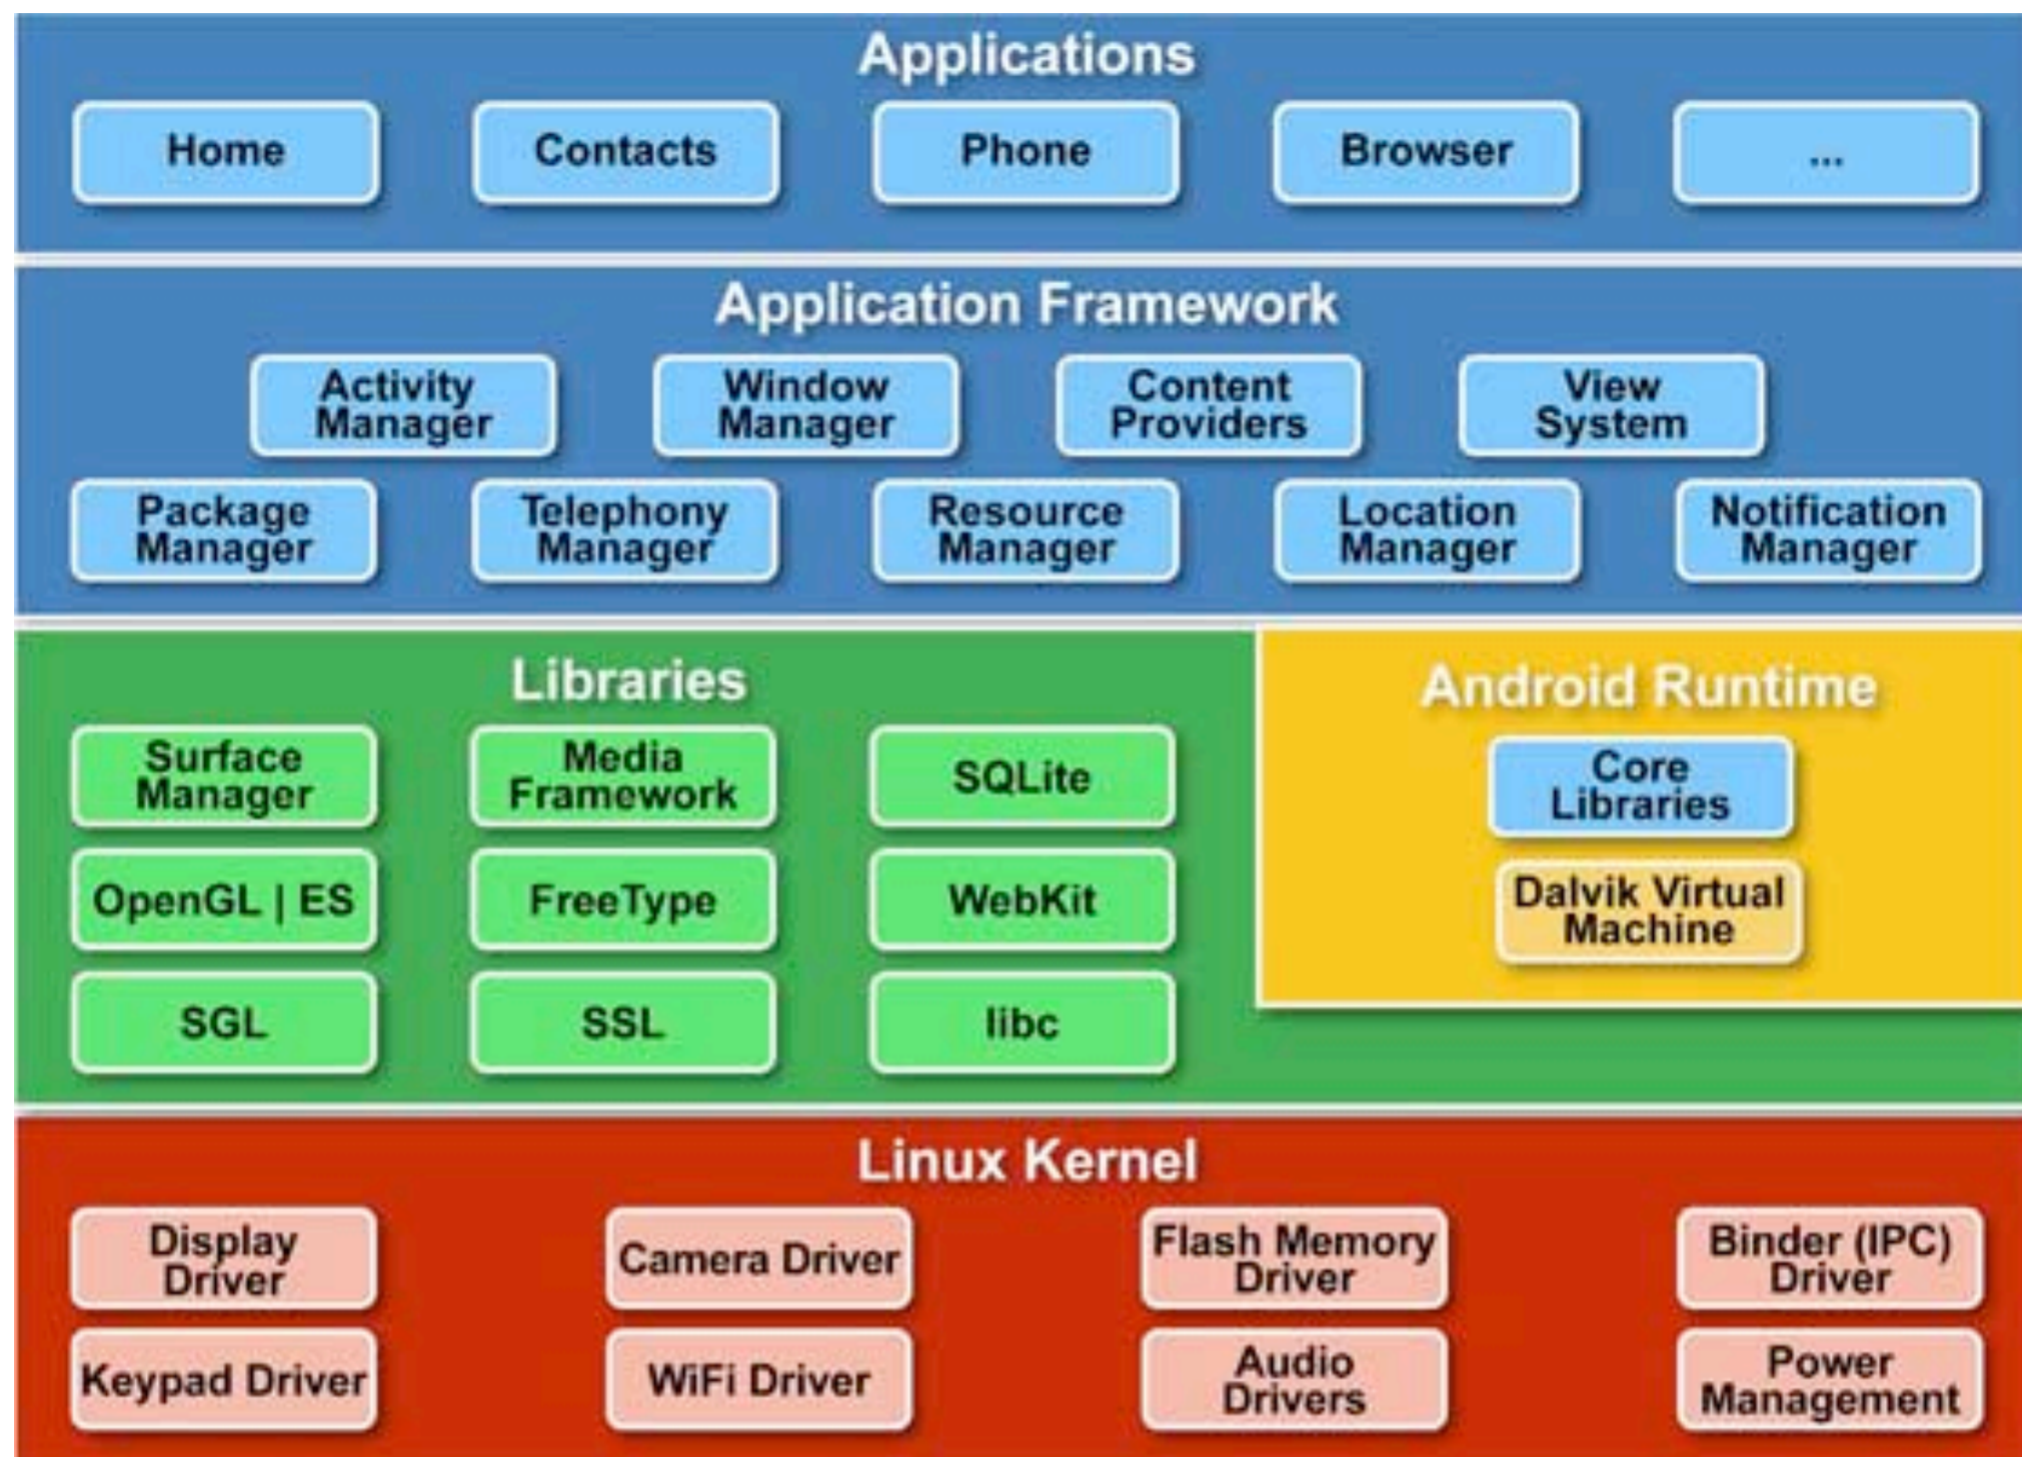 Applications
Home
Contacts
Phone
Browser
...
Application Framework
Activity
Manager
Window
Manager
Content
Providers
View
System
Package
Manager
Telephony
Manager
Resource
Manager
Location
Manager
Notification
Manager
Libraries
Surface
Manager
Media
Framework
SQLite
OpenGL | ES
FreeType
WebKit
SGL
SSL
libc
Android Runtime
Core
Libraries
Dalvik Virtual
Machine
Linux Kernel
Display
Driver
Camera Driver
Flash Memory
Driver
Binder (IPC)
Driver
Keypad Driver
WiFi Driver
Audio
Drivers
Power
Management